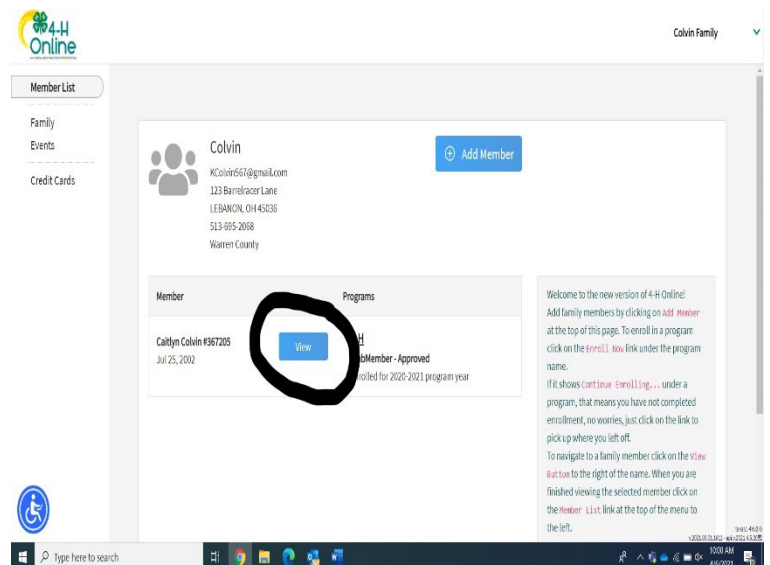 4-H
Online
Colvin Family
Member List
Family
Events
Credit Cards
Colvin
KColvin567@gmail.com
123 Barrelracer Lane
LEBANON, OH 45036
513-695-2068
Warren County
Add Member
Member
Programs
Caitlyn Colvin #367205
Jul 25, 2002
View
H
bMember - Approved
rolled for 2020-2021 program year
Welcome to the new version of 4-H Online!
Add family members by clicking on Add Member
at the top of this page. To enroll in a program
click on the Enroll Now link under the program
name.
If it shows Continue Enrolling... under a
program, that means you have not completed
enrollment, no worries, just click on the link to
pick up where you left off.
To navigate to a family member click on the View
Button to the right of the name. When you are
finished viewing the selected member click on
the Member List link at the top of the menu to
the left.
Type here to search
10:00 AM
4/6/2021